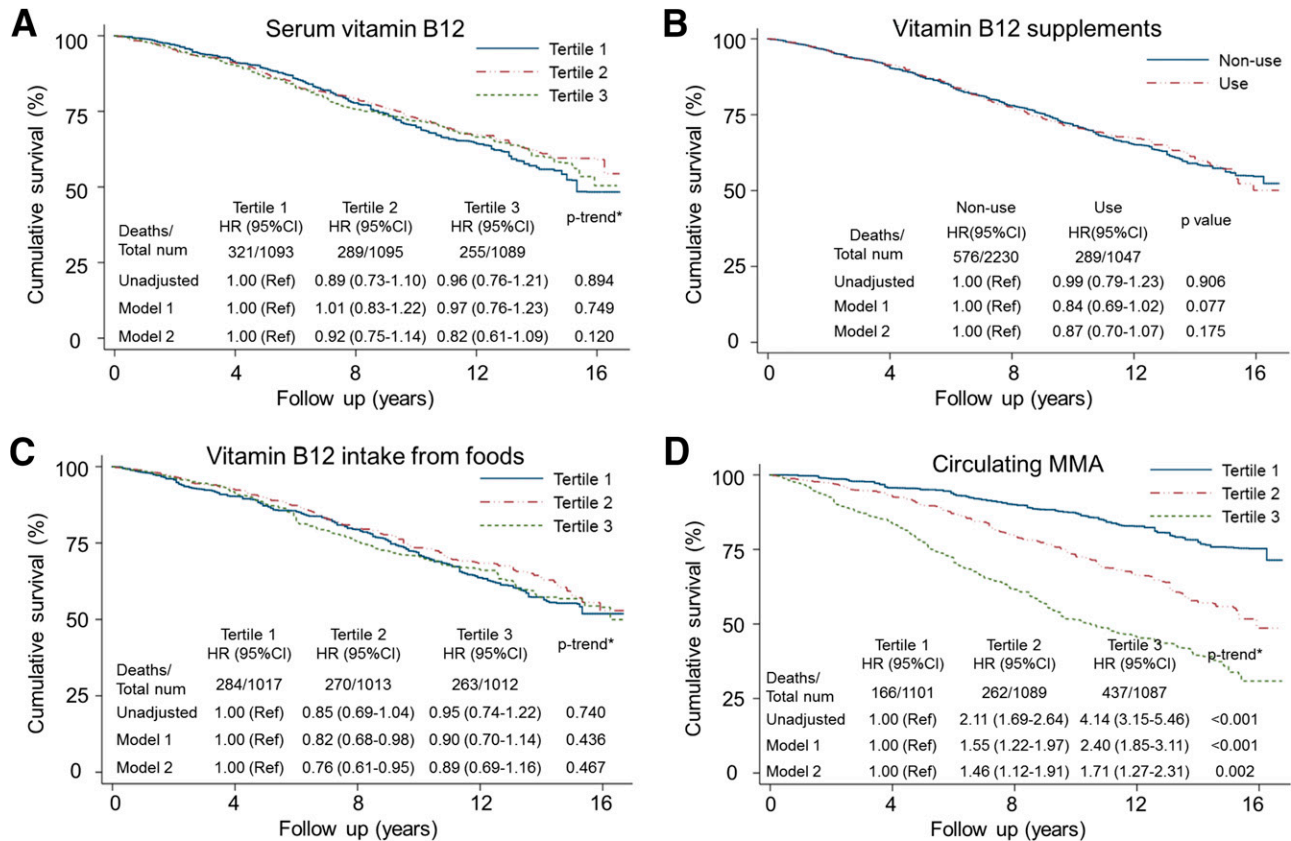 A
Serum vitamin B12
Cumulative survival (%)
100
75
50
25
0
Tertile 1
Tertile 2
Tertile 3
Deaths/
Total num
Tertile 1 Tertile 2 Tertile 3 p-trend*
HR (95%CI) HR (95%CI) HR (95%CI)
321/1093 289/1095 255/1089
Unadjusted 1.00 (Ref) 0.89 (0.73-1.10) 0.96 (0.76-1.21) 0.894
Model 1 1.00 (Ref) 1.01 (0.83-1.22) 0.97 (0.76-1.23) 0.749
Model 2 1.00 (Ref) 0.92 (0.75-1.14) 0.82 (0.61-1.09) 0.120
0 4 8 12 16
Follow up (years)
B
Vitamin B12 supplements
Cumulative survival (%)
100
75
50
25
0
Non-use
Use
Deaths/
Total num
Non-use Use p value
HR(95%CI) HR(95%CI)
576/2230 289/1047
Unadjusted 1.00 (Ref) 0.99 (0.79-1.23) 0.906
Model 1 1.00 (Ref) 0.84 (0.69-1.02) 0.077
Model 2 1.00 (Ref) 0.87 (0.70-1.07) 0.175
0 4 8 12 16
Follow up (years)
C
Vitamin B12 intake from foods
Cumulative survival (%)
100
75
50
25
0
Tertile 1
Tertile 2
Tertile 3
Deaths/
Total num
Tertile 1 Tertile 2 Tertile 3 p-trend*
HR (95%CI) HR (95%CI) HR (95%CI)
284/1017 270/1013 263/1012
Unadjusted 1.00 (Ref) 0.85 (0.69-1.04) 0.95 (0.74-1.22) 0.740
Model 1 1.00 (Ref) 0.82 (0.68-0.98) 0.90 (0.70-1.14) 0.436
Model 2 1.00 (Ref) 0.76 (0.61-0.95) 0.89 (0.69-1.16) 0.467
0 4 8 12 16
Follow up (years)
D
Circulating MMA
Cumulative survival (%)
100
75
50
25
0
Tertile 1
Tertile 2
Tertile 3
Deaths/
Total num
Tertile 1 Tertile 2 Tertile 3 p-trend*
HR (95%CI) HR (95%CI) HR (95%CI)
166/1101 262/1089 437/1087
Unadjusted 1.00 (Ref) 2.11 (1.69-2.64) 4.14 (3.15-5.46) <0.001
Model 1 1.00 (Ref) 1.55 (1.22-1.97) 2.40 (1.85-3.11) <0.001
Model 2 1.00 (Ref) 1.46 (1.12-1.91) 1.71 (1.27-2.31) 0.002
0 4 8 12 16
Follow up (years)